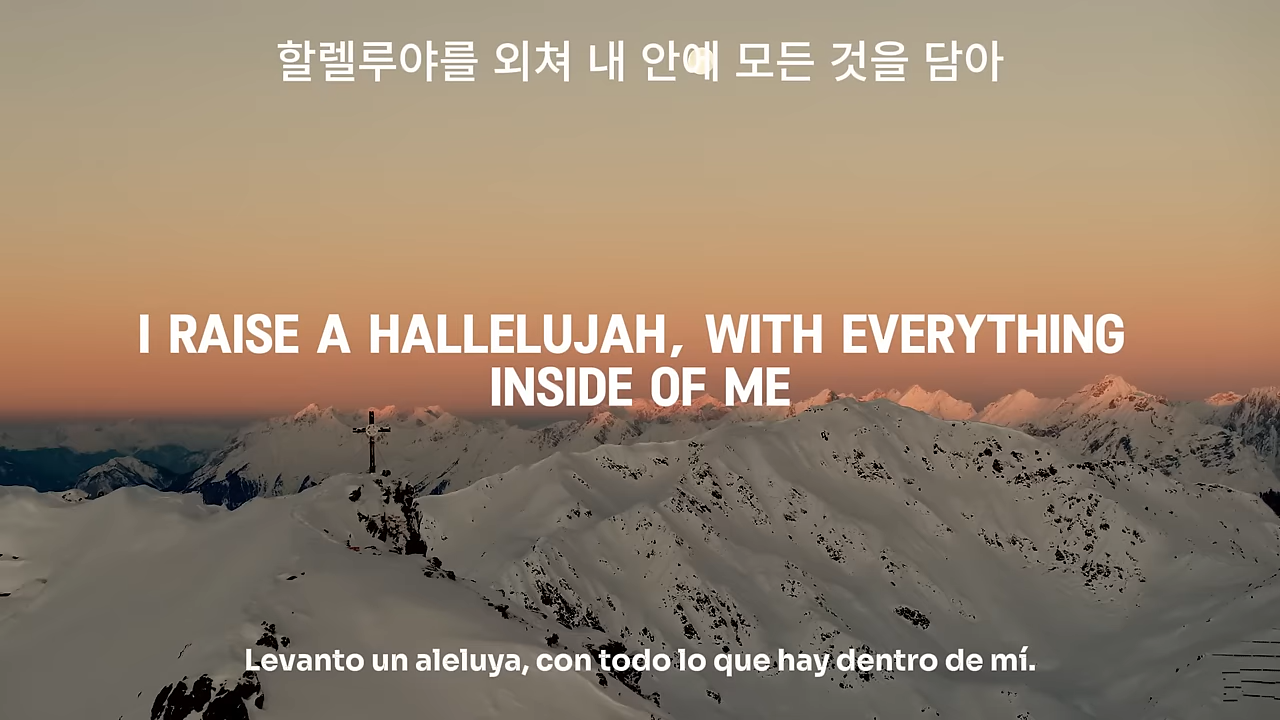 할렐루야를 외쳐 내 안에 모든 것을 담아
I RAISE A HALLELUJAH, WITH EVERYTHING
INSIDE OF ME
Levanto un aleluya, con todo lo que hay dentro de mí.